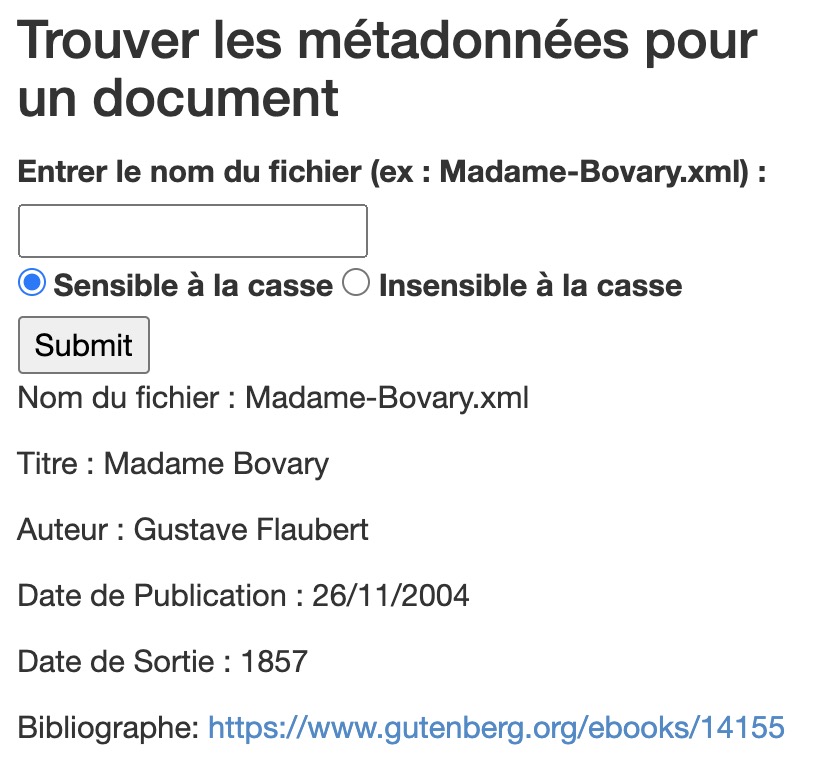 Trouver les métadonnées pour
un document
Entrer le nom du fichier (ex : Madame-Bovary.xml) :
Sensible à la casse Insensible à la casse
Submit
Nom du fichier : Madame-Bovary.xml
Titre : Madame Bovary
Auteur : Gustave Flaubert
Date de Publication : 26/11/2004
Date de Sortie : 1857
Bibliographe: https://www.gutenberg.org/ebooks/14155